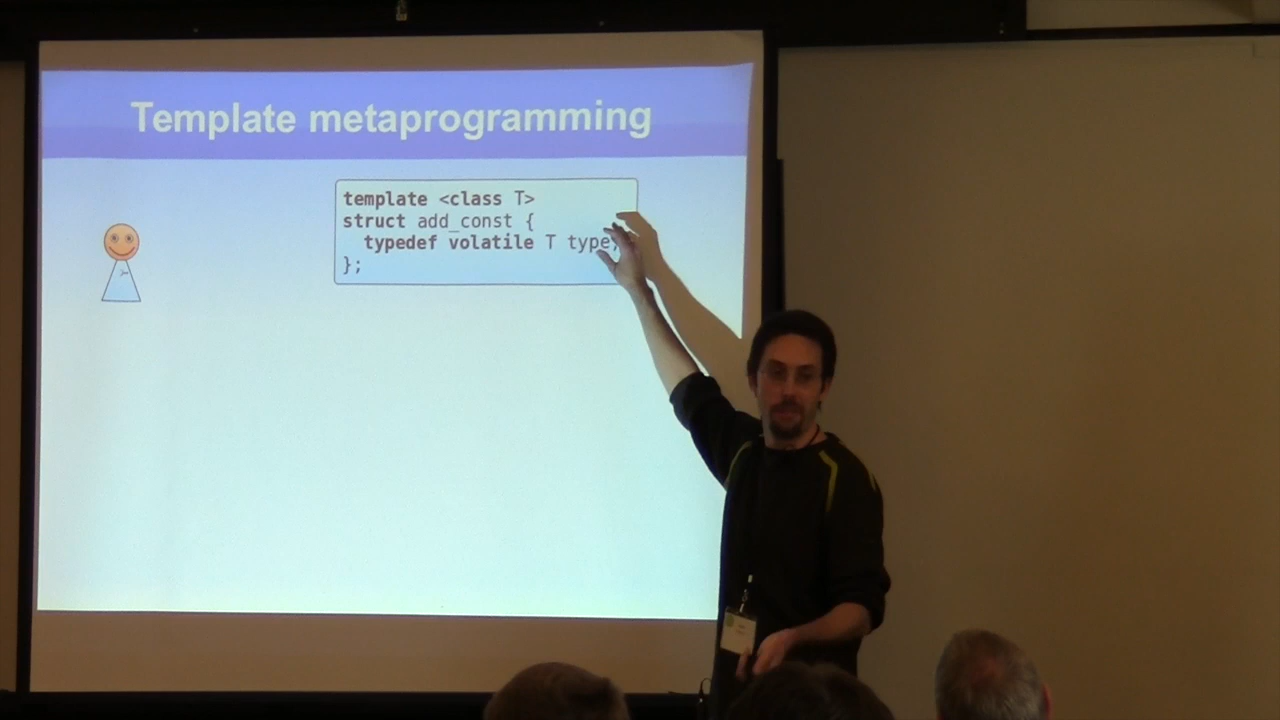 Template metaprogramming
template <class T>
struct add_const {
typedef volatile T type;
};